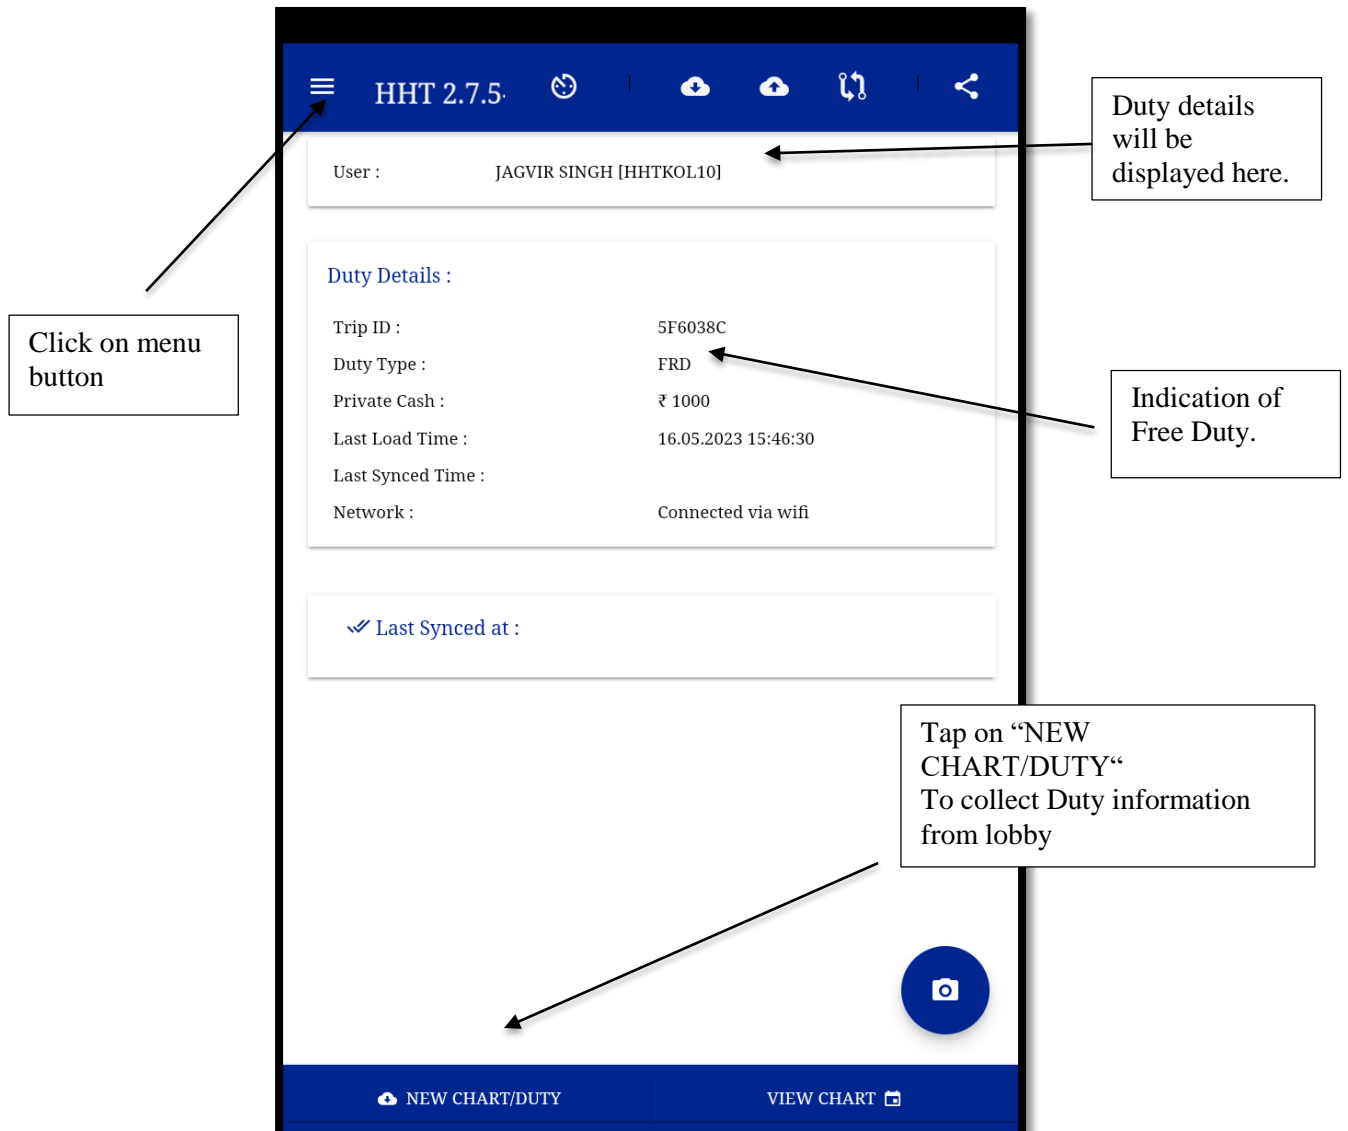 HHT 2.7.5
Duty details
will be
displayed here.
User :
JAGVIR SINGH [HHTKOL10]
Duty Details :
Trip ID :
5F6038C
Duty Type :
FRD
Private Cash :
₹ 1000
Last Load Time :
16.05.2023 15:46:30
Last Synced Time :
Network :
Connected via wifi
Click on menu
button
Indication of
Free Duty.
Last Synced at :
Tap on “NEW
CHART/DUTY“
To collect Duty information
from lobby
NEW CHART/DUTY
VIEW CHART